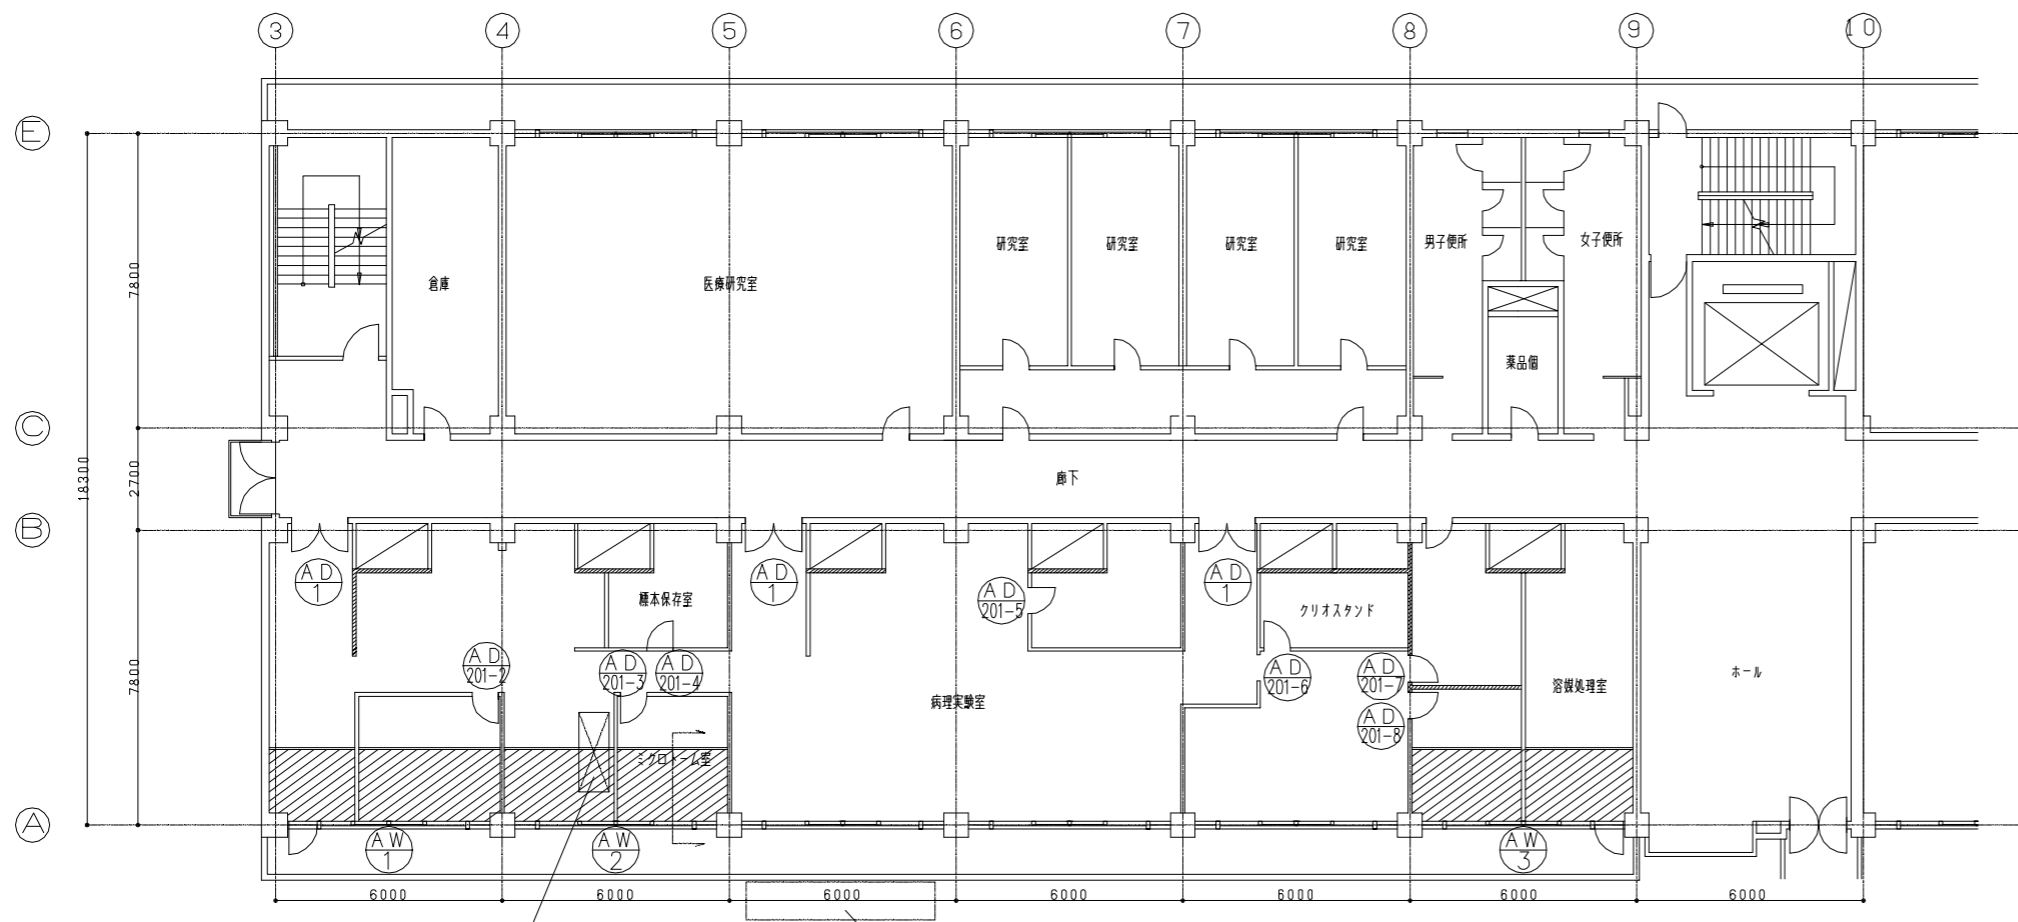 3 4 5 6 7 8 9 10
E
研究室 研究室 研究室 研究室 男子便所 女子便所
7800 倉庫 医療研究室
薬品個
C
18300 2700 廊下
B
AD
1
AD
1
AD
1
標本保存室
AD
201-5
クリオスタンド
AD
201-2
AD
201-3
AD
201-4
AD
201-6
AD
201-7
7800
病理実験室
溶媒処理室
ホール
AD
201-8
ミクロトーム室
A
AW
1
AW
2
AW
3
6000 6000 6000 6000 6000 6000 6000